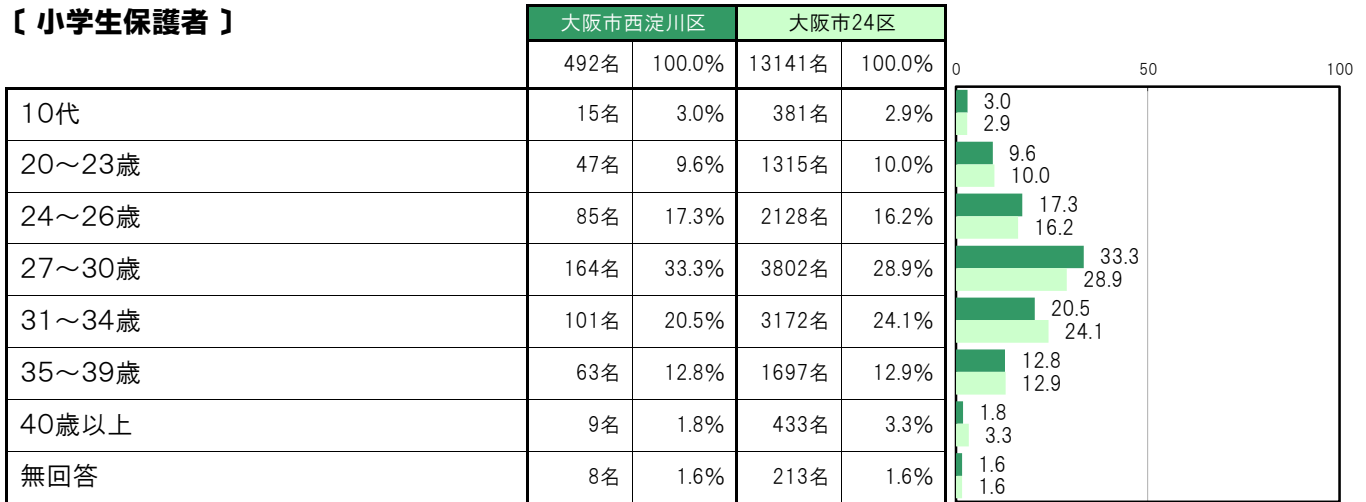 〔 小学生保護者 〕
大阪市西淀川区 大阪市24区
492名 100.0% 13141名 100.0%
0 50 100
10代 15名 3.0% 381名 2.9% 3.0
2.9
20～23歳 47名 9.6% 1315名 10.0% 9.6
10.0
24～26歳 85名 17.3% 2128名 16.2% 17.3
16.2
27～30歳 164名 33.3% 3802名 28.9% 33.3
28.9
31～34歳 101名 20.5% 3172名 24.1% 20.5
24.1
35～39歳 63名 12.8% 1697名 12.9% 12.8
12.9
40歳以上 9名 1.8% 433名 3.3% 1.8
3.3
無回答 8名 1.6% 213名 1.6% 1.6
1.6